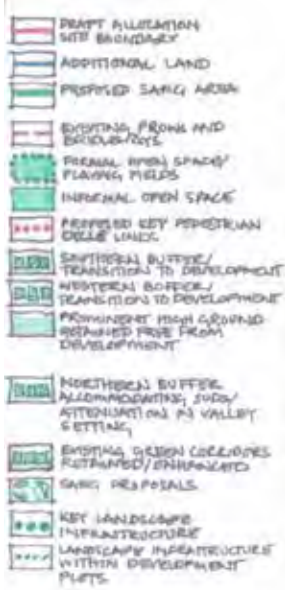 DRAFT ALLOCATION
SITE BOUNDARY
ADDITIONAL LAND
PROPOSED SANG AREA
EXISTING PROWS AND
BRIDLEWAYS
FORMAL OPEN SPACE/
PLAYING FIELDS
INFORMAL OPEN SPACE
PROPOSED KEY PEDESTRIAN
CYCLE LINKS
SOUTHERN BUFFER/
TRANSITION TO DEVELOPMENT
WESTERN BUFFER/
TRANSITION TO DEVELOPMENT
PROMINENT HIGH GROUND
RETAINED FREE FROM
DEVELOPMENT
NORTHERN BUFFER
ACCOMMODATING SUDS/
ATTENUATION IN VALLEY
SETTING
EXISTING GREEN CORRIDORS
RETAINED/ENHANCED
SANG PROPOSALS
KEY LANDSCAPE
INFRASTRUCTURE
LANDSCAPE INFRASTRUCTURE
WITHIN DEVELOPMENT
PLOTS